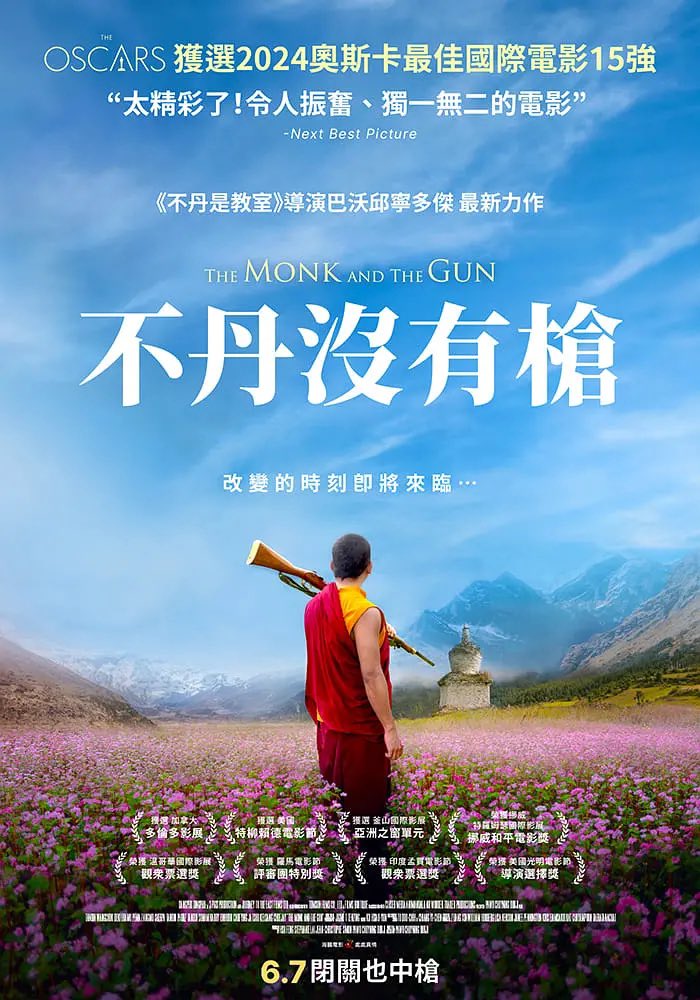 THE
OSCARS 獲選2024奧斯卡最佳國際電影15強
“太精彩了!令人振奮、獨一無二的電影”
-Next Best Picture
《不丹是教室》導演巴沃邱寧多傑 最新力作
THE MONK AND THE GUN
不丹沒有槍
改變的時刻即將來臨…
獲選 加拿大
多倫多影展
獲選 美國
特柳賴德電影節
獲選 釜山國際影展
亞洲之窗單元
榮獲挪威
特羅姆瑟國際影展
挪威和平電影獎
榮獲 溫哥華國際影展
觀眾票選獎
榮獲 羅馬電影節
評審團特別獎
榮獲 印度孟買電影節
觀眾票選獎
榮獲 美國光明電影節
導演選擇獎
海鵬電影 處處真情
6.7閉關也中槍